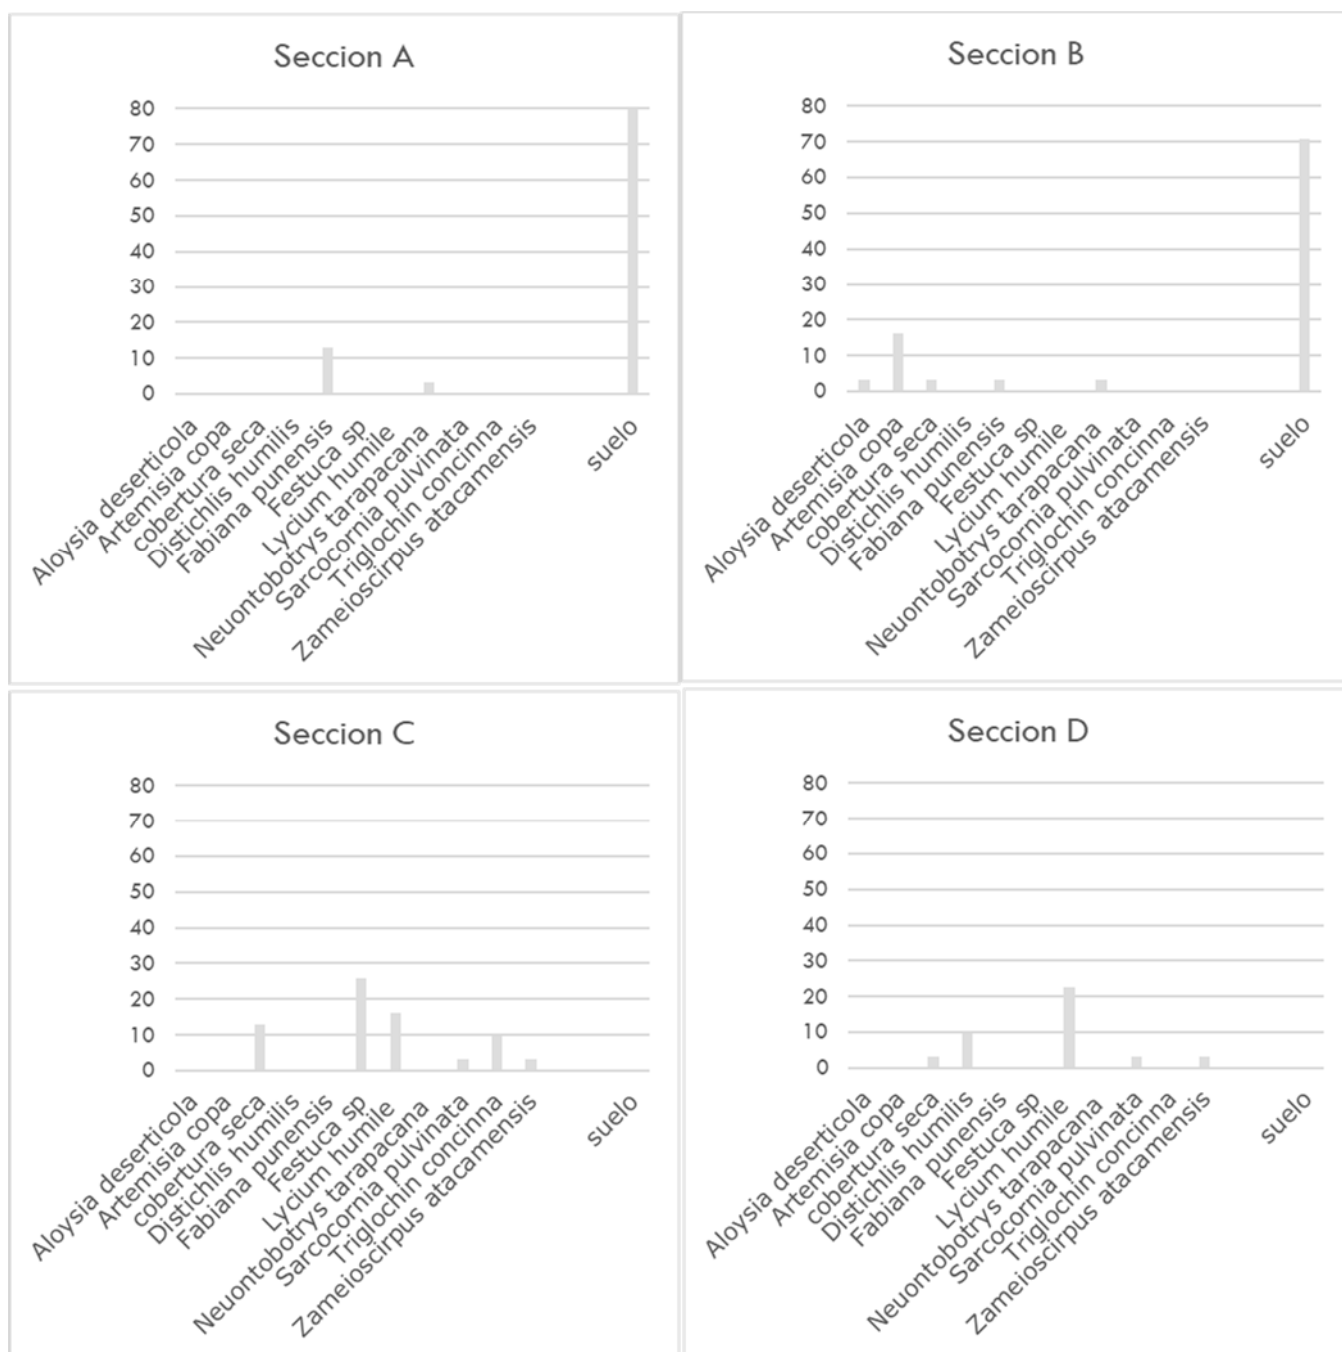 Seccion A
80
70
60
50
40
30
20
10
0
Aloysia deserticola
Artemisia copa
cobertura seca
Distichlis humilis
Fabiana punensis
Festuca sp
Lycium humile
Neuontobotrys tarapacana
Sarcocornia pulvinata
Triglochin concinna
Zameioscirpus atacamensis
suelo
Seccion B
80
70
60
50
40
30
20
10
0
Aloysia deserticola
Artemisia copa
cobertura seca
Distichlis humilis
Fabiana punensis
Festuca sp
Lycium humile
Neuontobotrys tarapacana
Sarcocornia pulvinata
Triglochin concinna
Zameioscirpus atacamensis
suelo
Seccion C
80
70
60
50
40
30
20
10
0
Aloysia deserticola
Artemisia copa
cobertura seca
Distichlis humilis
Fabiana punensis
Festuca sp
Lycium humile
Neuontobotrys tarapacana
Sarcocornia pulvinata
Triglochin concinna
Zameioscirpus atacamensis
suelo
Seccion D
80
70
60
50
40
30
20
10
0
Aloysia deserticola
Artemisia copa
cobertura seca
Distichlis humilis
Fabiana punensis
Festuca sp
Lycium humile
Neuontobotrys tarapacana
Sarcocornia pulvinata
Triglochin concinna
Zameioscirpus atacamensis
suelo